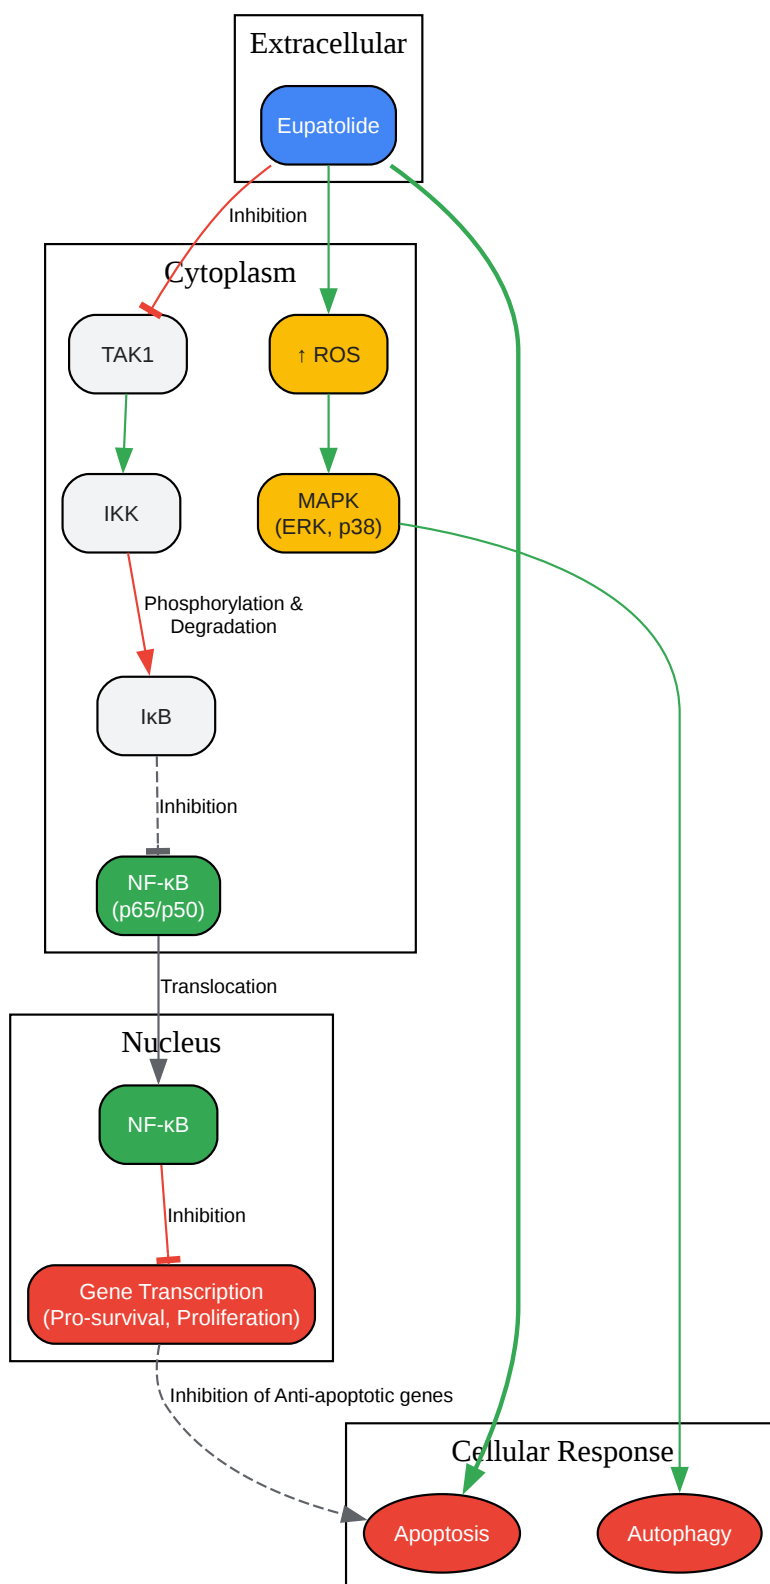 Extracellular
Eupatolide
Inhibition
Cytoplasm
TAK1
↑ ROS
IKK
MAPK
(ERK, p38)
Phosphorylation &
Degradation
IκB
Inhibition
NF-κB
(p65/p50)
Translocation
Nucleus
NF-κB
Inhibition
Gene Transcription
(Pro-survival, Proliferation)
Inhibition of Anti-apoptotic genes
Cellular Response
Apoptosis
Autophagy